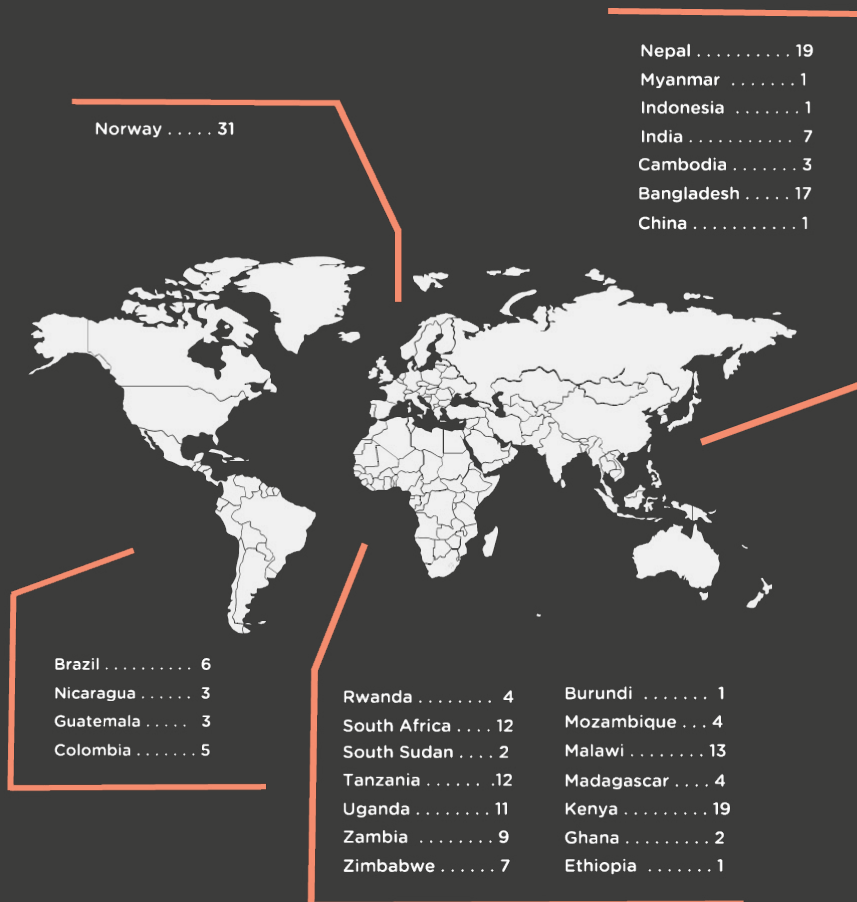 Nepal . . . . . . . . . . 19
Myanmar . . . . . . . 1
Indonesia . . . . . . . 1
India . . . . . . . . . . . 7
Cambodia . . . . . . . 3
Bangladesh . . . . . 17
China . . . . . . . . . . . 1
Norway . . . . . 31
Brazil . . . . . . . . . . 6
Nicaragua . . . . . . 3
Guatemala . . . . . 3
Colombia . . . . . . . 5
Rwanda . . . . . . . . 4
South Africa . . . . 12
South Sudan . . . . 2
Tanzania . . . . . . .12
Uganda . . . . . . . . 11
Zambia . . . . . . . . 9
Zimbabwe . . . . . . 7
Burundi . . . . . . . 1
Mozambique . . . 4
Malawi . . . . . . . . 13
Madagascar . . . . 4
Kenya . . . . . . . . . 19
Ghana . . . . . . . . . 2
Ethiopia . . . . . . . 1